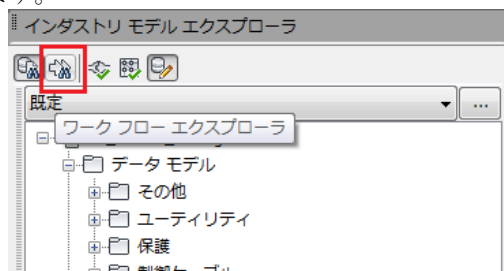 す。
インダストリ モデル エクスプローラ
既定
...
ワーク フロー エクスプローラ
データ モデル
その他
ユーティリティ
保護